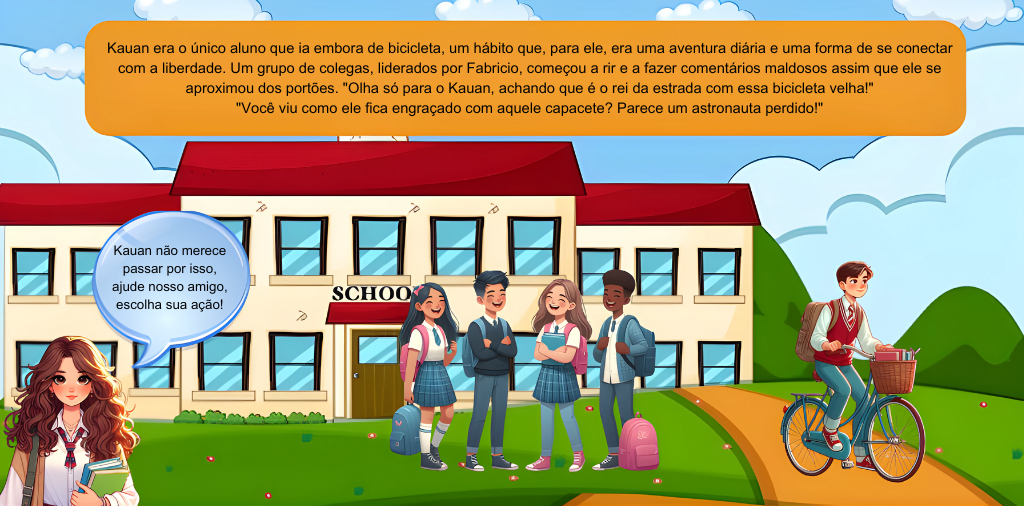 Kauan era o único aluno que ia embora de bicicleta, um hábito que, para ele, era uma aventura diária e uma forma de se conectar
com a liberdade. Um grupo de colegas, liderados por Fabricio, começou a rir e a fazer comentários maldosos assim que ele se
aproximou dos portões. "Olha só para o Kauan, achando que é o rei da estrada com essa bicicleta velha!"
"Você viu como ele fica engraçado com aquele capacete? Parece um astronauta perdido!"
Kauan não merece
passar por isso,
ajude nosso amigo,
escolha sua ação!
SCHOO